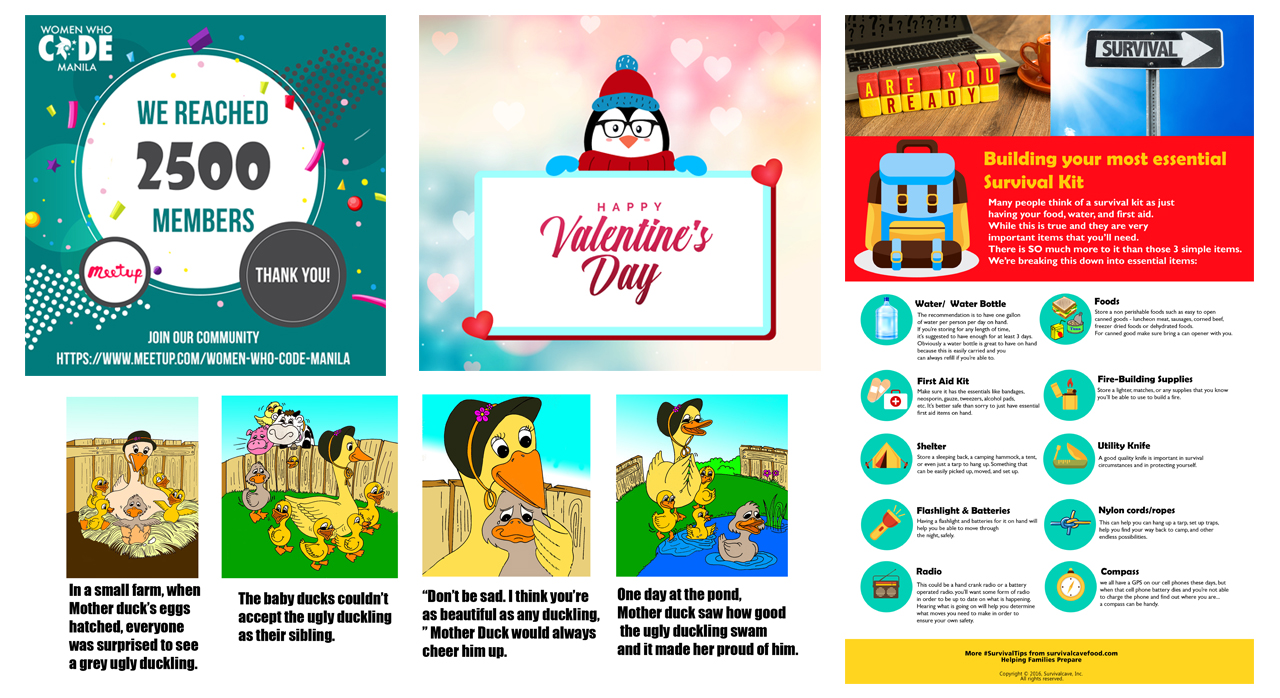 WOMEN WHO
CODE
MANILA
WE REACHED
2500
MEMBERS
meetup
THANK YOU!
JOIN OUR COMMUNITY
HTTPS://WWW.MEETUP.COM/WOMEN-WHO-CODE-MANILA
HAPPY
Valentine's
Day
ARE YOU
READY
SURVIVAL
Building your most essential
Survival Kit
Many people think of a survival kit as just
having your food, water, and first aid.
While this is true and they are very
important items that you'll need.
There is SO much more to it than those 3 simple items.
We're breaking this down into essential items:
Water/ Water Bottle
The recommendation is to have one gallon
of water per person per day on hand.
If you're storing for any length of time,
it's suggested to have enough for at least 3 days.
Obviously a water bottle is great to have on hand
because this is easily carried and you
can always refill if you're able to.
Foods
Store a non perishable foods such as easy to open
canned goods - luncheon meat, sausages, corned beef,
freezer dried foods or dehydrated foods.
For canned good make sure bring a can opener with you.
First Aid Kit
Make sure it has the essentials like bandages,
neosporin, gauze, tweezers, alcohol pads,
etc. It's better safe than sorry to just have essential
first aid items on hand.
Fire-Building Supplies
Store a lighter, matches, or any supplies that you know
you'll be able to use to build a fire.
Shelter
Store a sleeping back, a camping hammock, a tent,
or even just a tarp to hang up. Something that
can be easily picked up, moved, and set up.
Utility Knife
A good quality knife is important in survival
circumstances and in protecting yourself.
Flashlight & Batteries
Having a flashlight and batteries for it on hand will
help you be able to move through
the night, safely.
Nylon cords/ropes
This can help you can hang up a tarp, set up traps,
help you find your way back to camp, and other
endless possibilities.
Radio
This could be a hand crank radio or a battery
operated radio. You'll want some form of radio
in order to be up to date on what is happening.
Hearing what is going on will help you determine
what moves you need to make in order to
ensure your own safety.
Compass
we all have a GPS on our cell phones these days, but
when that cell phone battery dies and you're not able
to charge the phone and find out where you are...
a compass can be handy.
More #SurvivalTips from survivalcavefood.com
Helping Families Prepare
Copyright © 2016, Survivalcave, Inc.
All rights reserved.
In a small farm, when
Mother duck's eggs
hatched, everyone
was surprised to see
a grey ugly duckling.
The baby ducks couldn't
accept the ugly duckling
as their sibling.
"Don't be sad. I think you're
as beautiful as any duckling,
" Mother Duck would always
cheer him up.
One day at the pond,
Mother duck saw how good
the ugly duckling swam
and it made her proud of him.